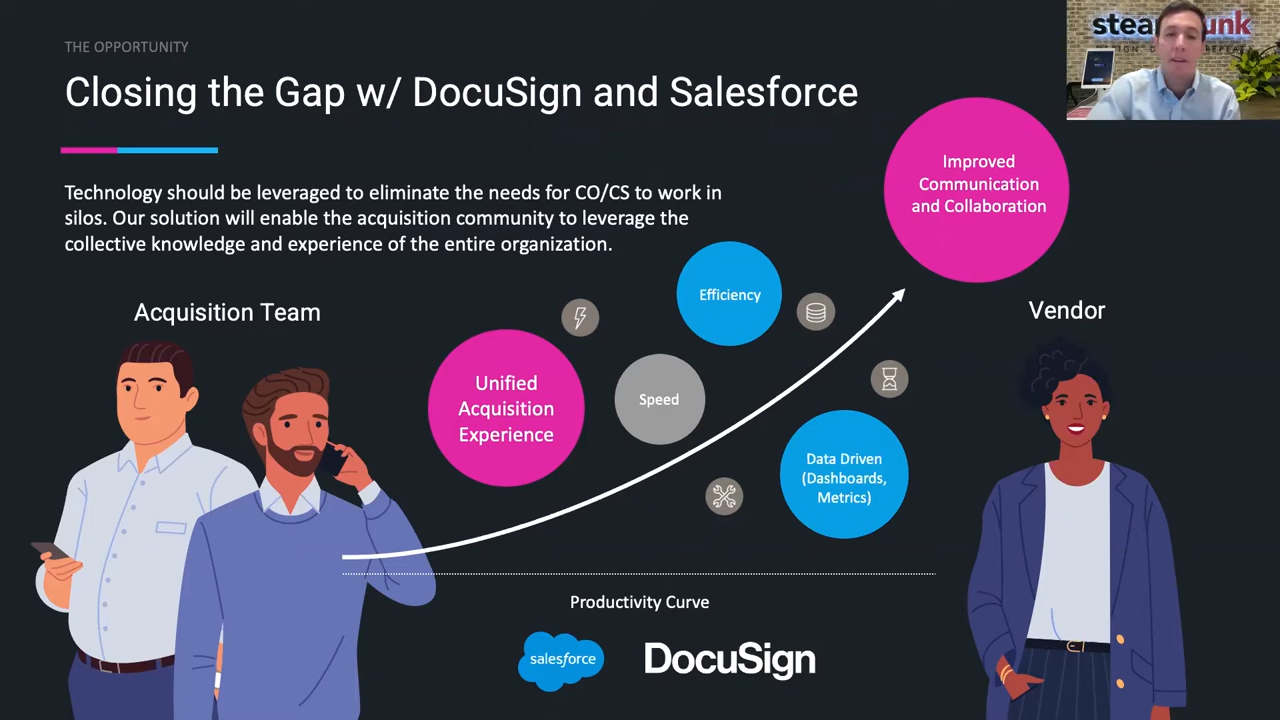 THE OPPORTUNITY
Closing the Gap w/ DocuSign and Salesforce
Technology should be leveraged to eliminate the needs for CO/CS to work in
silos. Our solution will enable the acquisition community to leverage the
collective knowledge and experience of the entire organization.
Improved
Communication
and Collaboration
Efficiency
Acquisition Team
Vendor
Unified
Acquisition
Experience
Speed
Data Driven
(Dashboards,
Metrics)
Productivity Curve
salesforce
DocuSign